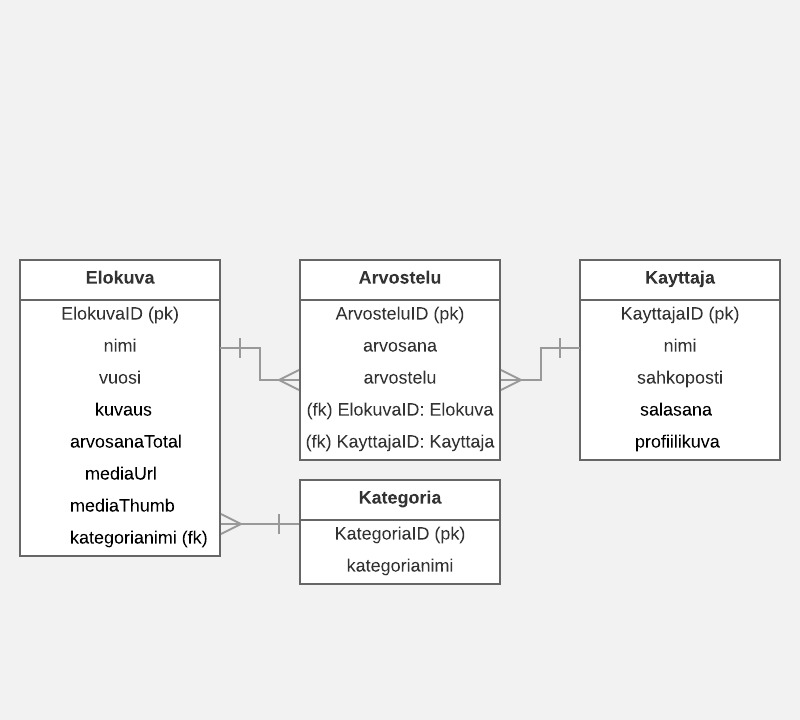 Elokuva
ElokuvaID (pk)
nimi
vuosi
kuvaus
arvosanaTotal
mediaUrl
mediaThumb
kategorianimi (fk)
Arvostelu
ArvosteluID (pk)
arvosana
arvostelu
(fk) ElokuvaID: Elokuva
(fk) KayttajaID: Kayttaja
Kayttaja
KayttajaID (pk)
nimi
sahkoposti
salasana
profiilikuva
Kategoria
KategoriaID (pk)
kategorianimi